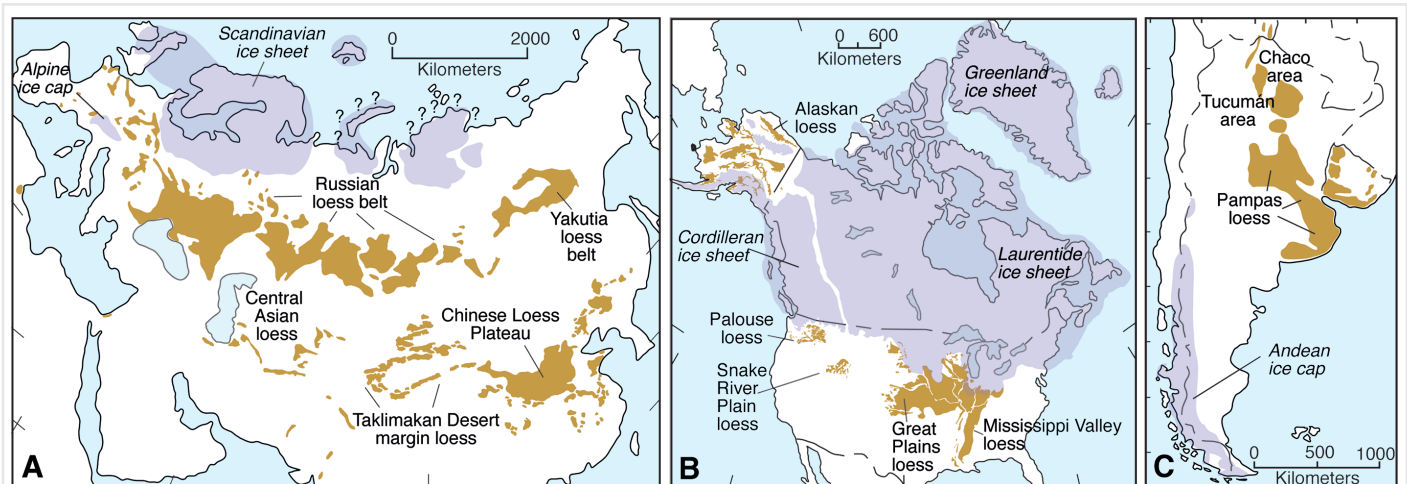 Scandinavian
ice sheet
0 2000
Kilometers
Alpine
ice cap
? ? ? ?
? ? ? ? ?
Russian
loess belt
Yakutia
loess
belt
Central
Asian
loess
Chinese Loess
Plateau
Taklimakan Desert
margin loess
A
0 600
Kilometers
Greenland
ice sheet
Alaskan
loess
Cordilleran
ice sheet
Laurentide
ice sheet
Palouse
loess
Snake
River
Plain
loess
Great
Plains
loess
Mississippi Valley
loess
B
Chaco
area
Tucumán
area
Pampas
loess
Andean
ice cap
0 500 1000
Kilometers
C